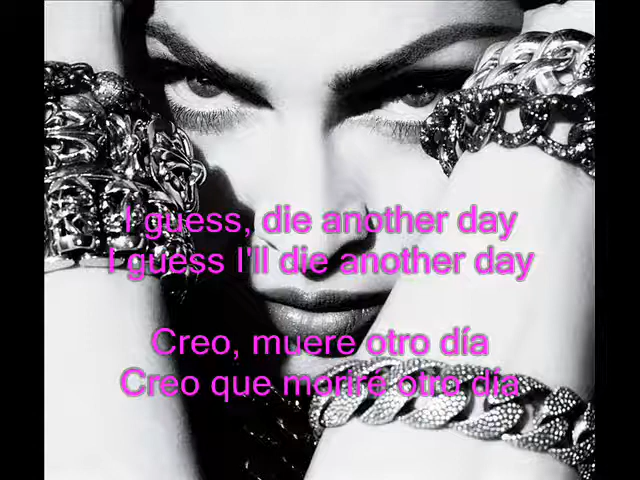 I guess, die another day
I guess I'll die another day
Creo, muere otro día
Creo que moriré otro día